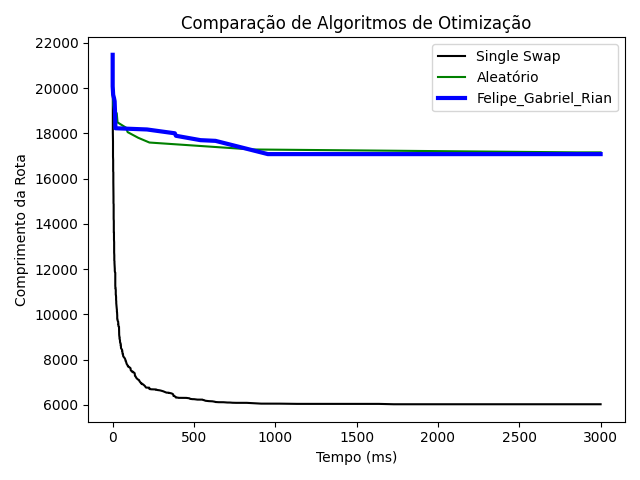 Comparação de Algoritmos de Otimização
Single Swap
Aleatório
Felipe_Gabriel_Rian
Comprimento da Rota
22000
20000
18000
16000
14000
12000
10000
8000
6000
0 500 1000 1500 2000 2500 3000
Tempo (ms)